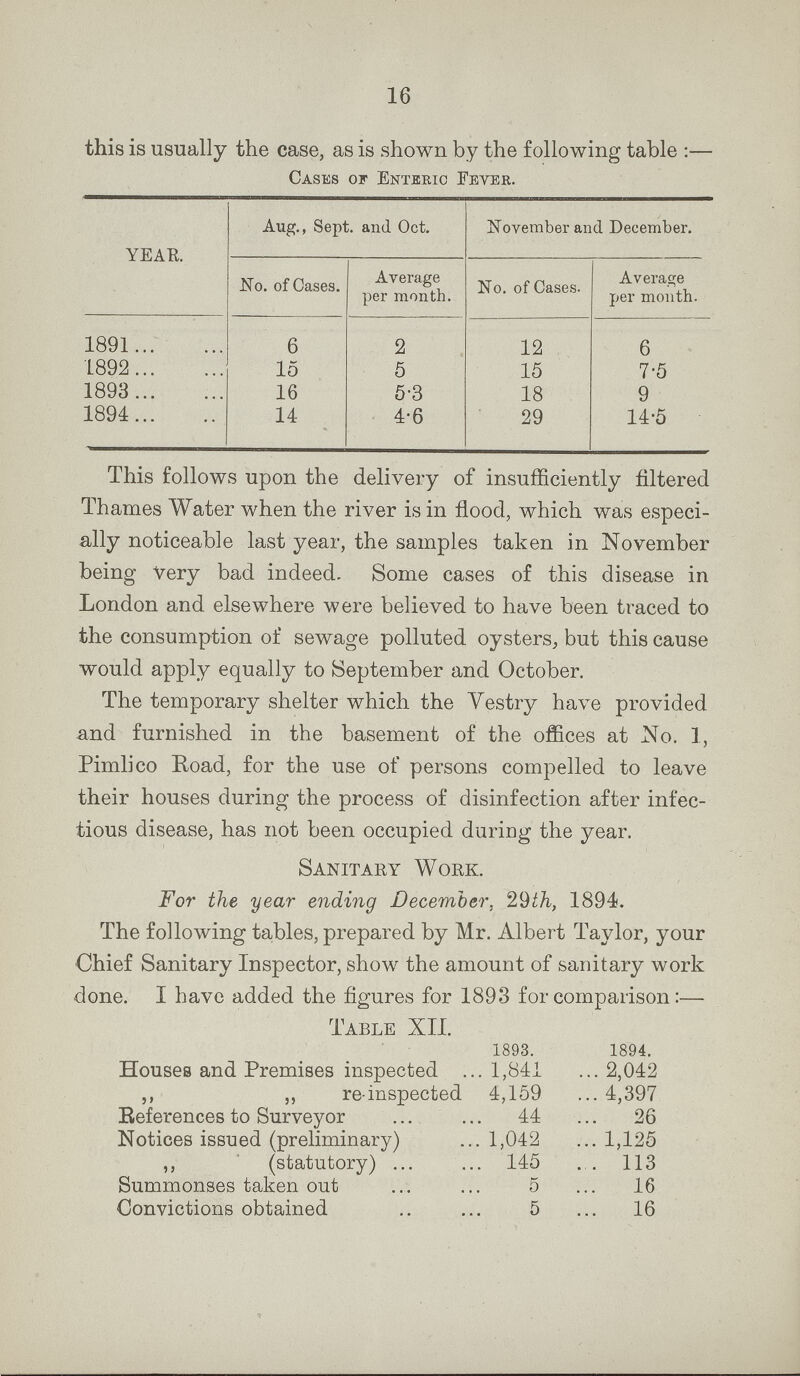 16
this is usually the case, as is shown by the following table :—
Cases of Enteric Fever.
YEAR. Aug., Sept. and Oct. November and December.
No. of Cases. Average per month. No. of Cases. Average per month.
1891... ... 6 2 12 6
1892... ... 15 5 15 7·5
1893... ... 16 5·3 18 9
1894... .. 14 4·6 29 14·5
This follows upon the delivery of insufficiently filtered
Thames Water when the river is in flood, which was especi-
ally noticeable last year, the samples taken in November
being very bad indeed. Some cases of this disease in
London and elsewhere were believed to have been traced to
the consumption of sewage polluted oysters, but this cause
would apply equally to September and October.
The temporary shelter which the Vestry have provided
and furnished in the basement of the offices at No. 1,
Pimlico Road, for the use of persons compelled to leave
their houses during the process of disinfection after infec-
tious disease, has not been occupied during the year.
Sanitary Work.
For the year ending December, 29th, 1894.
The following tables, prepared by Mr. Albert Taylor, your
Chief Sanitary Inspector, show the amount of sanitary work
done. I have added the figures for 1893 for comparison :—
Table XII.
1893. 1894.
Houses and Premises inspected ... 1,841 ... 2,042
,, ,, re-inspected 4,159 ... 4,397
References to Surveyor ... ... 44 ... 26
Notices issued (preliminary) ... 1,042 ... 1,125
,, (statutory) ... ... 145 ... 113
Summonses taken out ... ... 5 ... 16
Convictions obtained .. ... 5 ... 16